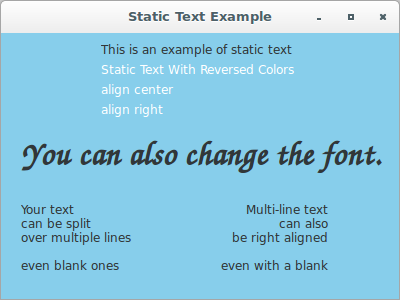 Static Text Example
This is an example of static text
Static Text With Reversed Colors
align center
align right
You can also change the font.
Your text
can be split
over multiple lines
even blank ones
Multi-line text
can also
be right aligned
even with a blank